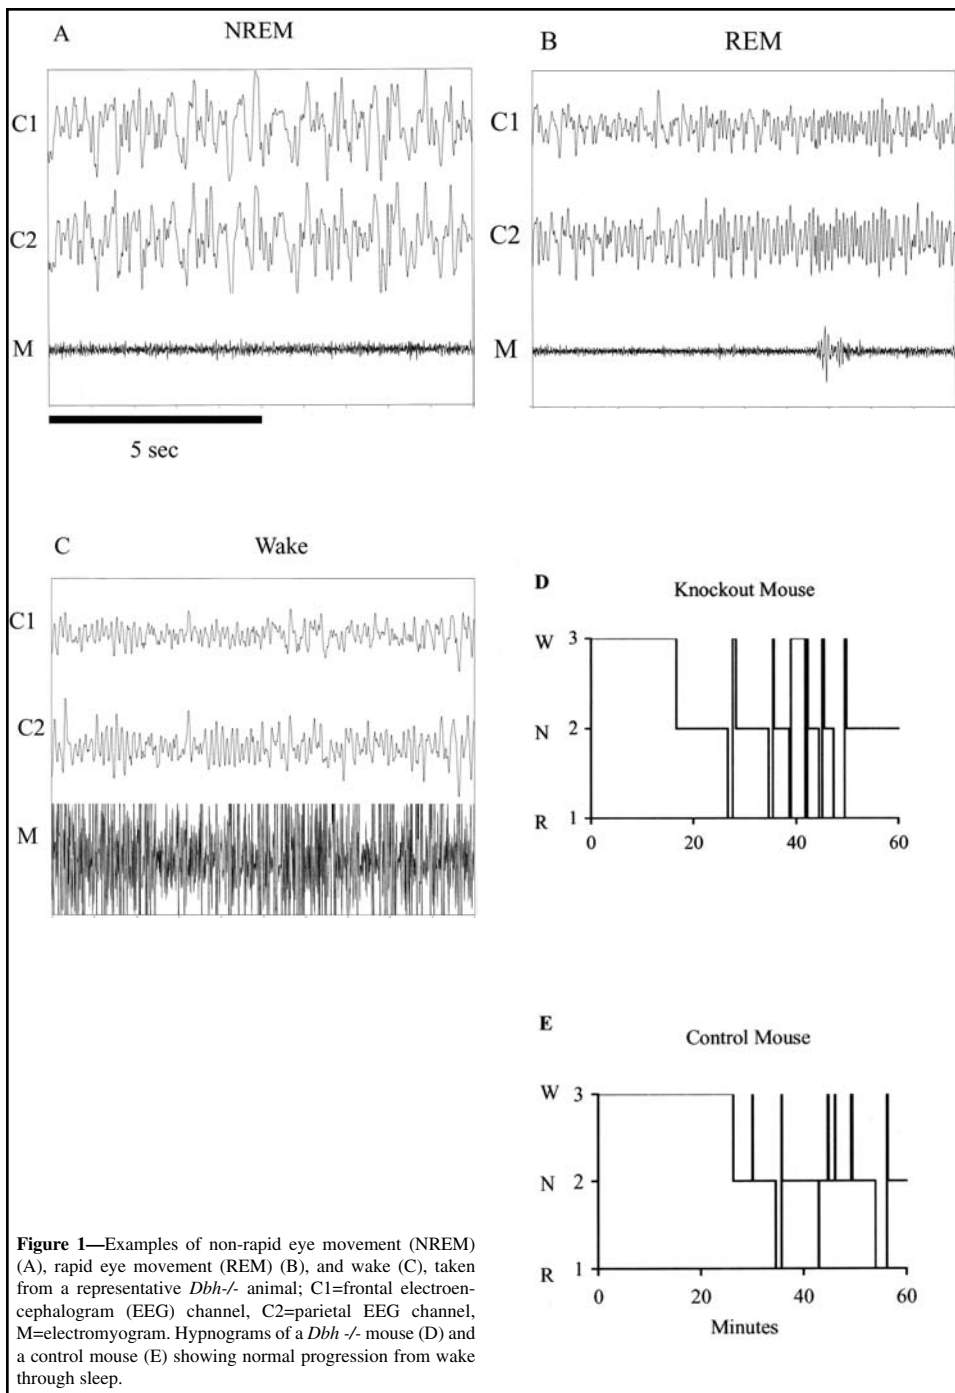 A
NREM
C1
C2
M
5 sec
B
REM
C1
C2
M
C
Wake
C1
C2
M
D
Knockout Mouse
W 3
N 2
R 1
0 20 40 60
E
Control Mouse
W 3
N 2
R 1
0 20 40 60
Minutes
Figure 1—Examples of non-rapid eye movement (NREM)
(A), rapid eye movement (REM) (B), and wake (C), taken
from a representative Dbh-/- animal; C1=frontal electroen-
cephalogram (EEG) channel, C2=parietal EEG channel,
M=electromyogram. Hypnograms of a Dbh -/- mouse (D) and
a control mouse (E) showing normal progression from wake
through sleep.